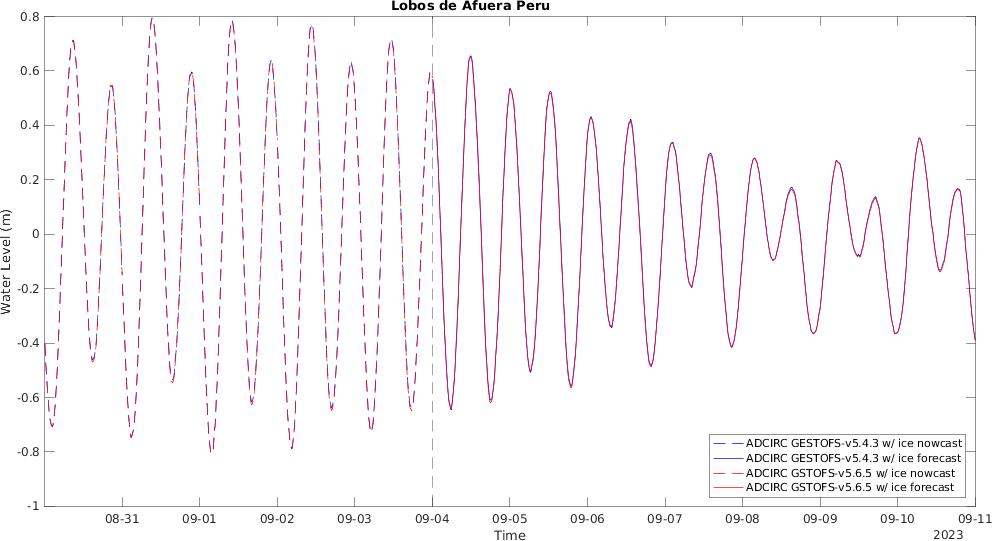 Lobos de Afuera Peru
Water Level (m)
0.8
0.6
0.4
0.2
0
-0.2
-0.4
-0.6
-0.8
-1
ADCIRC GESTOFS-v5.4.3 w/ ice nowcast
ADCIRC GESTOFS-v5.4.3 w/ ice forecast
ADCIRC GSTOFS-v5.6.5 w/ ice nowcast
ADCIRC GSTOFS-v5.6.5 w/ ice forecast
08-31 09-01 09-02 09-03 09-04 09-05 09-06 09-07 09-08 09-09 09-10 09-11
Time
2023